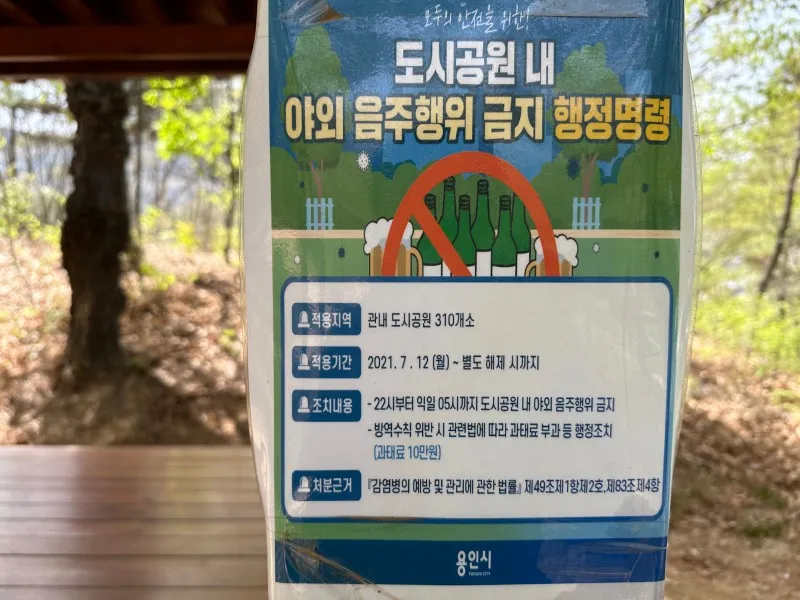 모두의 안전을 위한!
도시공원 내
야외 음주행위 금지 행정명령
적용지역 관내 도시공원 310개소
적용기간 2021. 7. 12 (월) ~ 별도 해제 시까지
조치내용 - 22시부터 익일 05시까지 도시공원 내 야외 음주행위 금지
- 방역수칙 위반 시 관련법에 따라 과태료 부과 등 행정조치
(과태료 10만원)
처분근거 『감염병의 예방 및 관리에 관한 법률』 제49조제1항제2호,제83조제4항
용인시
YONGIN CITY